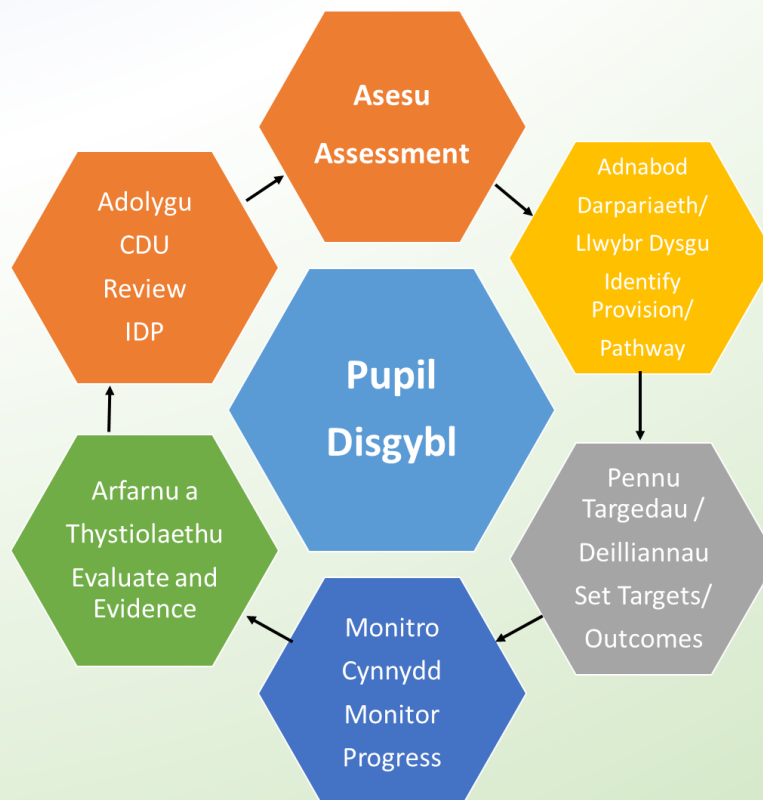 Asesu
Assessment
Adnabod
Darpariaeth/
Llwybr Dysgu
Identify
Provision/
Pathway
Pennu
Targedau /
Deilliannau
Set Targets/
Outcomes
Monitro
Cynnydd
Monitor
Progress
Arfarnu a
Thystiolaethu
Evaluate and
Evidence
Adolygu
CDU
Review
IDP
Pupil
Disgybl